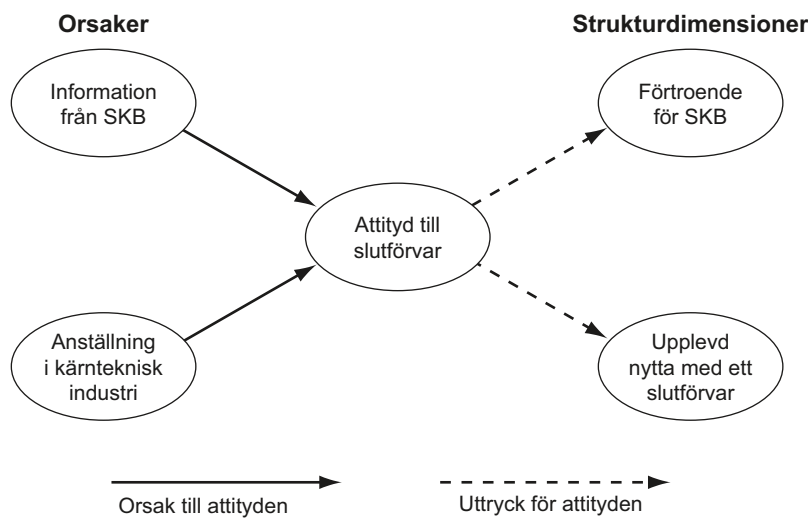 Orsaker
Strukturdimensioner
Information
från SKB
Förtroende
för SKB
Attityd till
slutförvar
Anställning
i kärnteknisk
industri
Upplevd
nytta med ett
slutförvar
Orsak till attityden
Uttryck för attityden